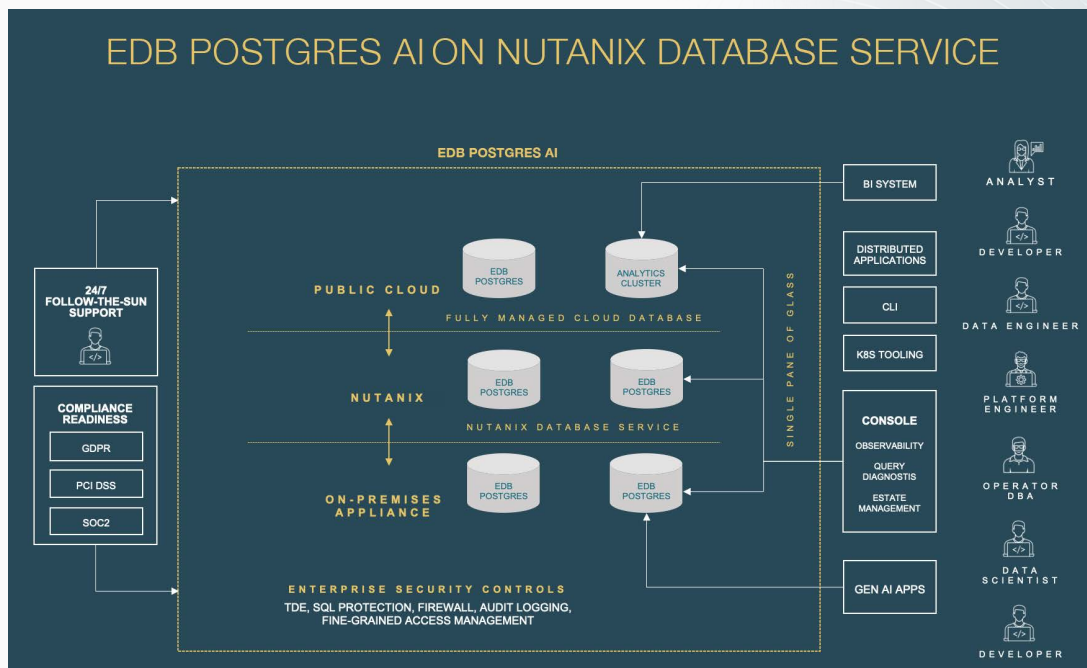 EDB POSTGRES AI ON NUTANIX DATABASE SERVICE
EDB POSTGRES AI
24/7
FOLLOW-THE-SUN
SUPPORT
COMPLIANCE
READINESS
GDPR
PCI DSS
SOC2
PUBLIC CLOUD
EDB
POSTGRES
ANALYTICS
CLUSTER
FULLY MANAGED CLOUD DATABASE
NUTANIX
EDB
POSTGRES
EDB
POSTGRES
NUTANIX DATABASE SERVICE
ON-PREMISES
APPLIANCE
EDB
POSTGRES
EDB
POSTGRES
ENTERPRISE SECURITY CONTROLS
TDE, SQL PROTECTION, FIREWALL, AUDIT LOGGING,
FINE-GRAINED ACCESS MANAGEMENT
SINGLE PANE OF GLASS
BI SYSTEM
DISTRIBUTED
APPLICATIONS
CLI
K8S TOOLING
CONSOLE
OBSERVABILITY
QUERY
DIAGNOSTIS
ESTATE
MANAGEMENT
GEN AI APPS
ANALYST
DEVELOPER
DATA ENGINEER
PLATFORM
ENGINEER
OPERATOR
DBA
DATA
SCIENTIST
DEVELOPER